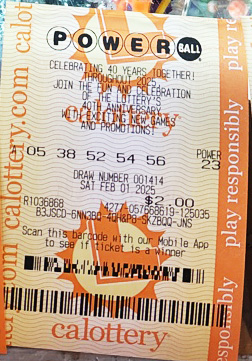 POWER BALL
CELEBRATING 40 YEARS TOGETHER!
THROUGHOUT 2025
JOIN THE FUN AND CELEBRATION
OF THE LOTTERY'S
40TH ANNIVERSARY
WITH EXCITING NEW GAMES
AND PROMOTIONS!
POWER
05 38 52 54 56 23
DRAW NUMBER 001414
SAT FEB 01 2025
$2.00
R1036868 4277-057668619-125035
Scan this barcode with our Mobile App
to see if ticket is a winner
calottery
calottery.com
play responsibly